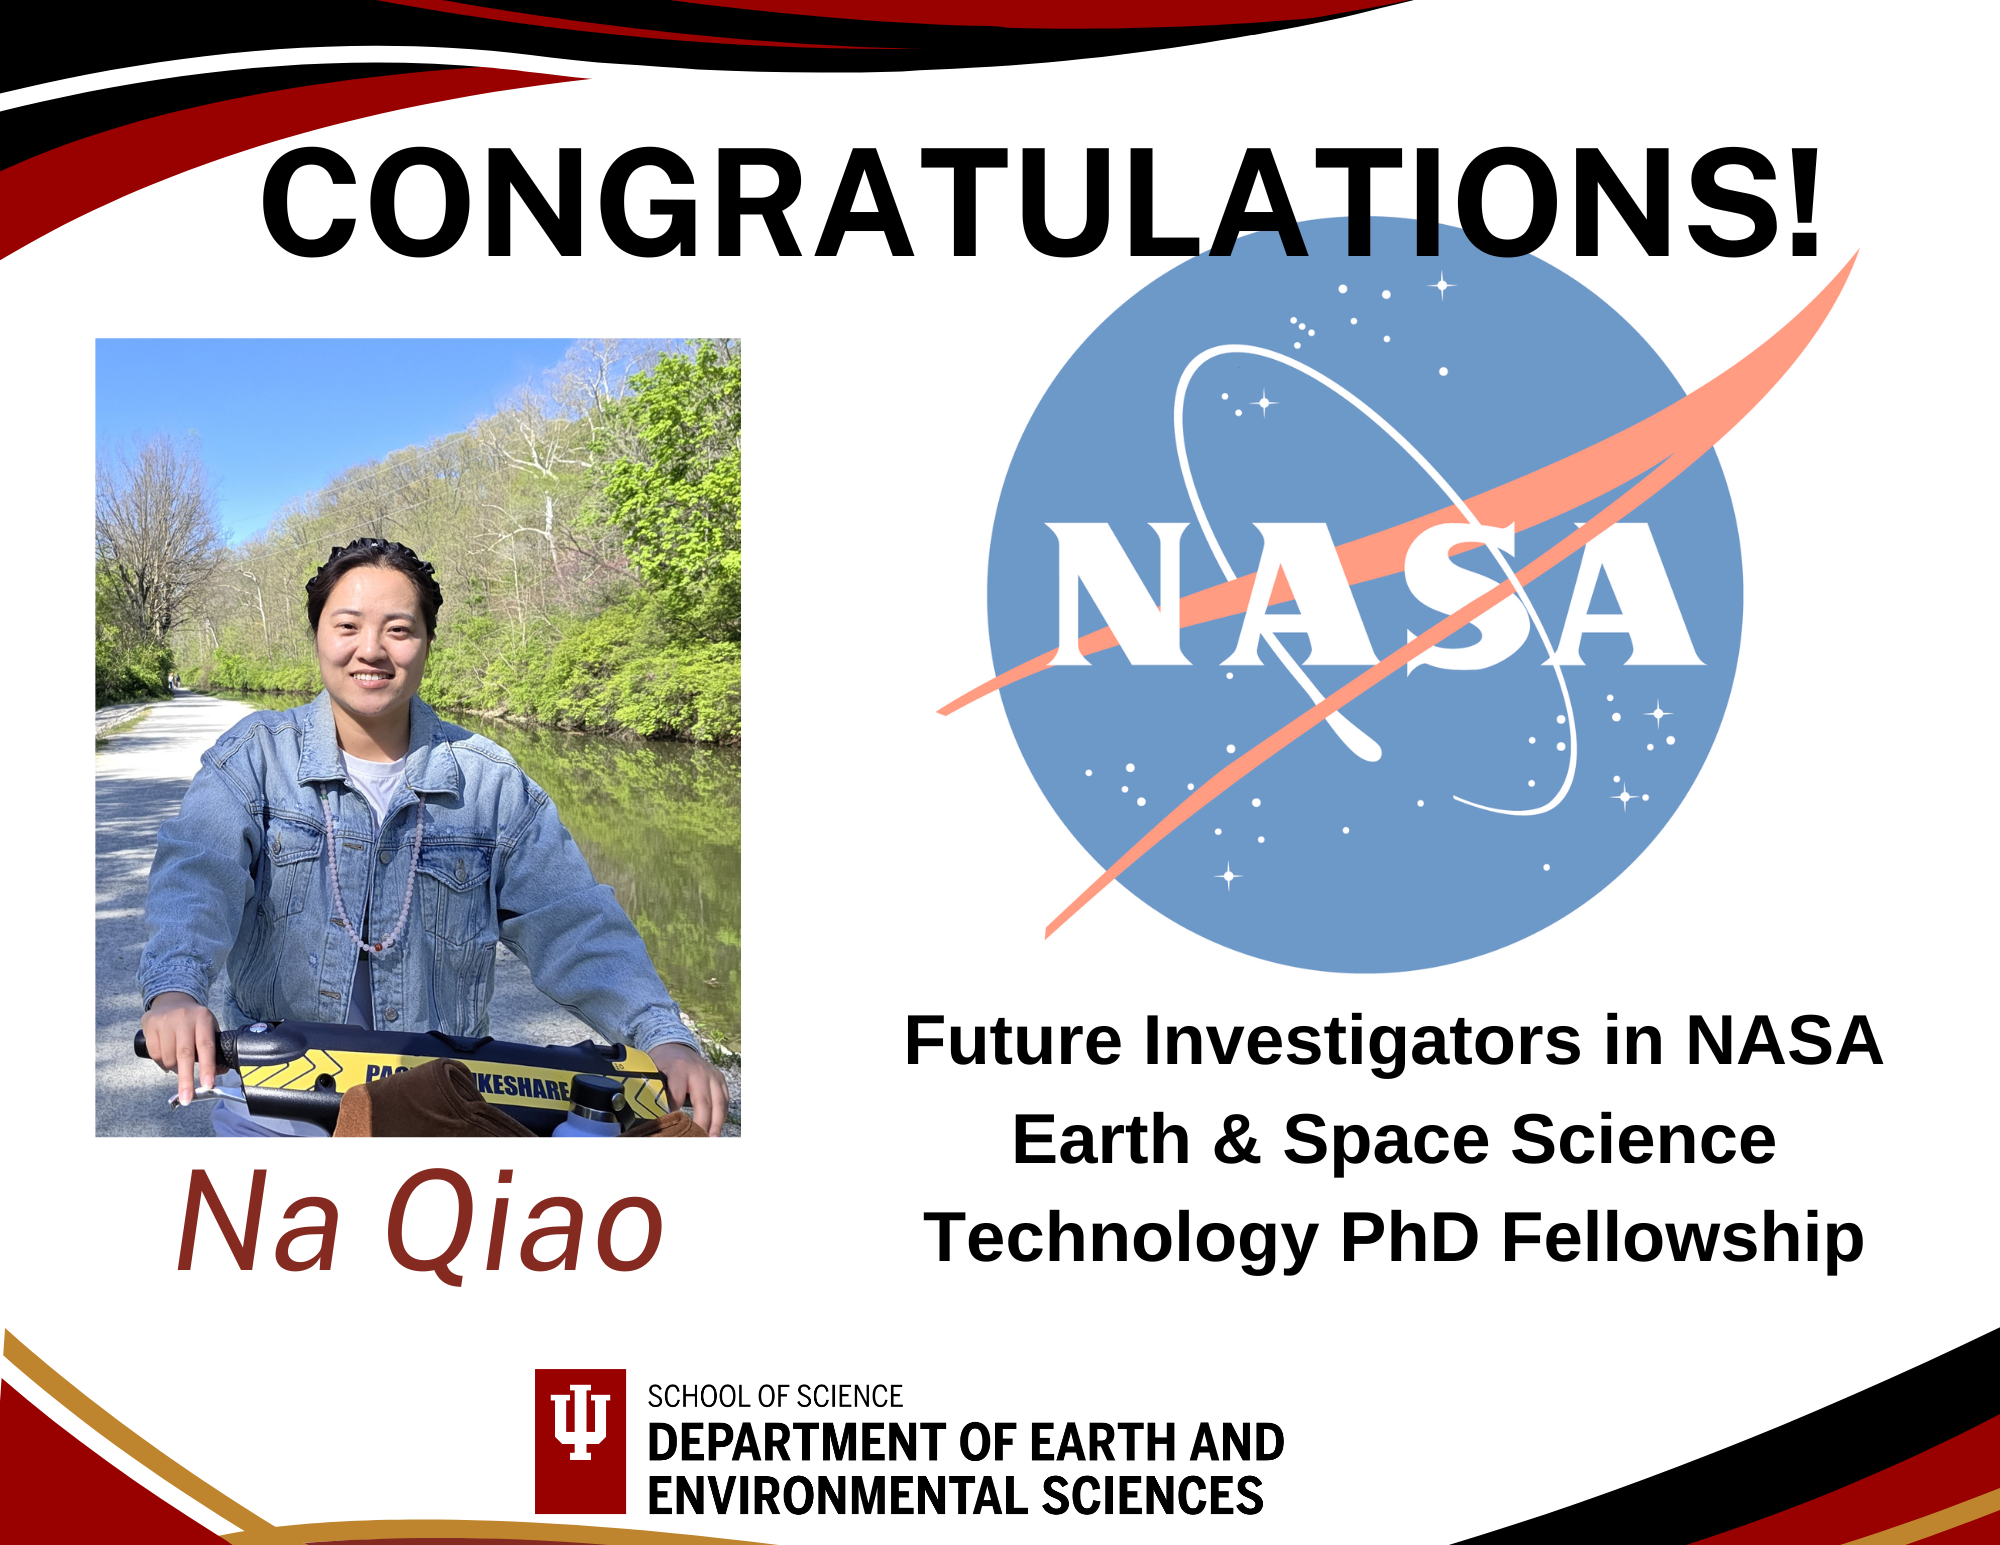 CONGRATULATIONS!
NASA
Na Qiao
Future Investigators in NASA
Earth & Space Science
Technology PhD Fellowship
SCHOOL OF SCIENCE
DEPARTMENT OF EARTH AND
ENVIRONMENTAL SCIENCES